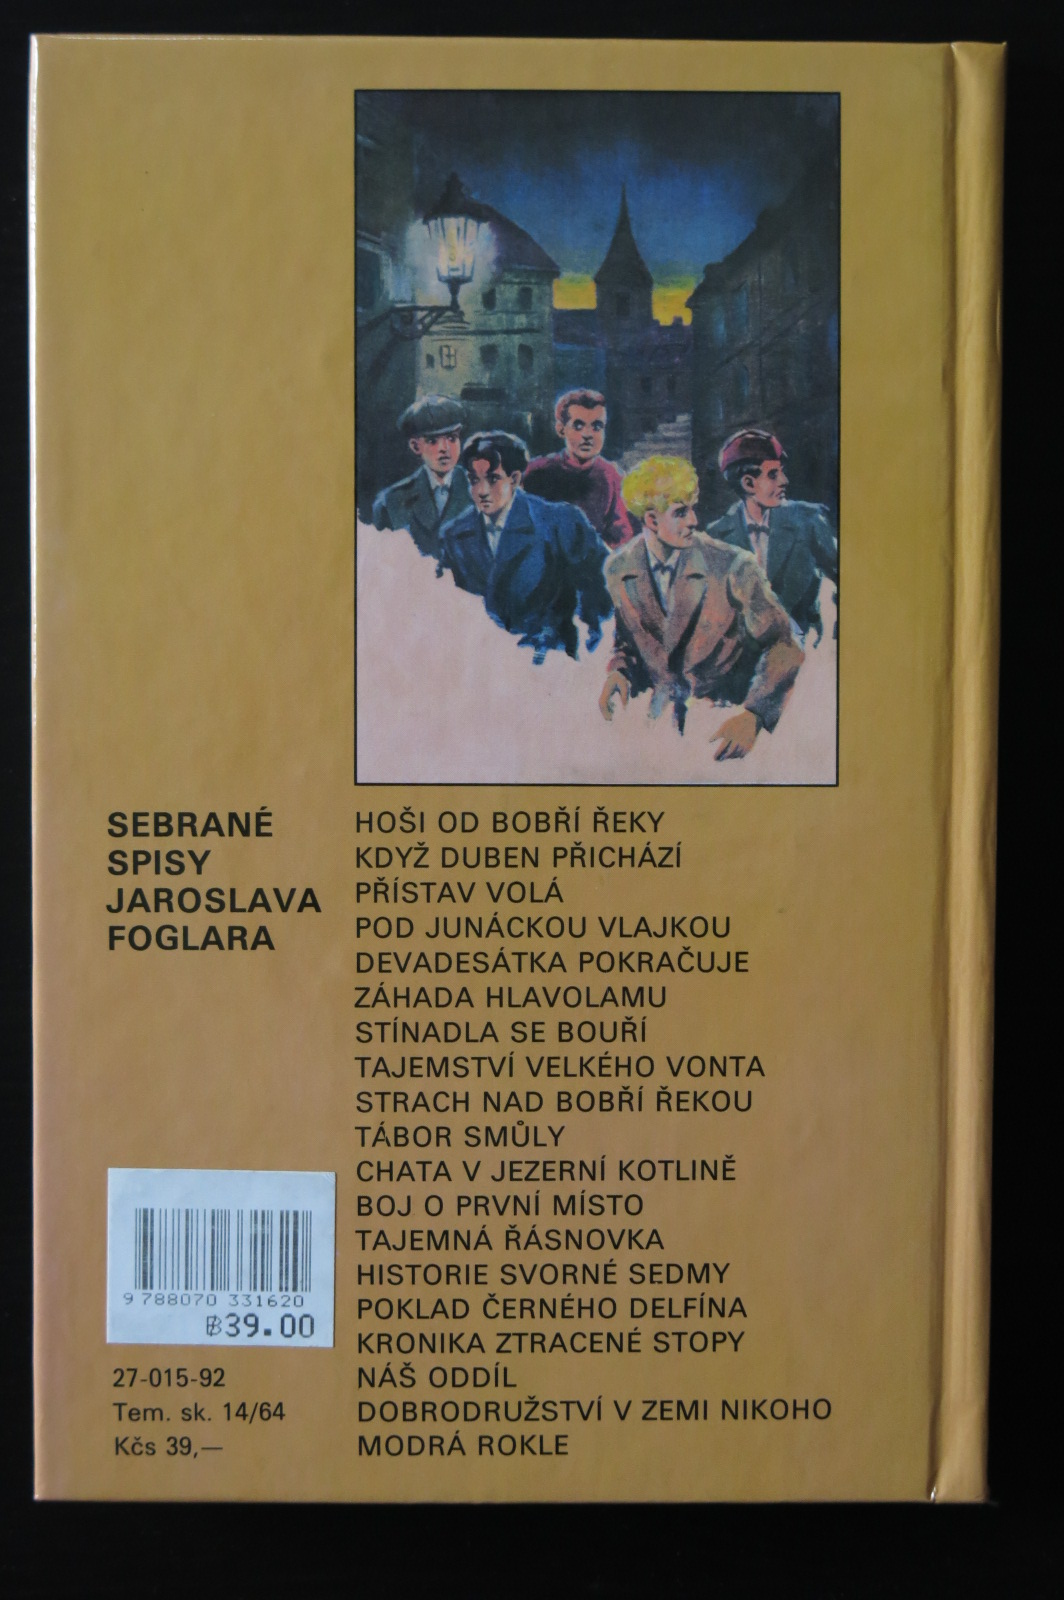 SEBRANÉ
SPISY
JAROSLAVA
FOGLARA
HOŠI OD BOBŘÍ ŘEKY
KDYŽ DUBEN PŘICHÁZÍ
PŘÍSTAV VOLÁ
POD JUNÁCKOU VLAJKOU
DEVADESÁTKA POKRAČUJE
ZÁHADA HLAVOLAMU
STÍNADLA SE BOUŘÍ
TAJEMSTVÍ VELKÉHO VONTA
STRACH NAD BOBŘÍ ŘEKOU
TÁBOR SMŮLY
CHATA V JEZERNÍ KOTLINĚ
BOJ O PRVNÍ MÍSTO
TAJEMNÁ ŘÁSNOVKA
HISTORIE SVORNÉ SEDMY
POKLAD ČERNÉHO DELFÍNA
KRONIKA ZTRACENÉ STOPY
NÁŠ ODDÍL
DOBRODRUŽSTVÍ V ZEMI NIKOHO
MODRÁ ROKLE
9 788070 331620
39.00
27-015-92
Tem. sk. 14/64
Kčs 39,—